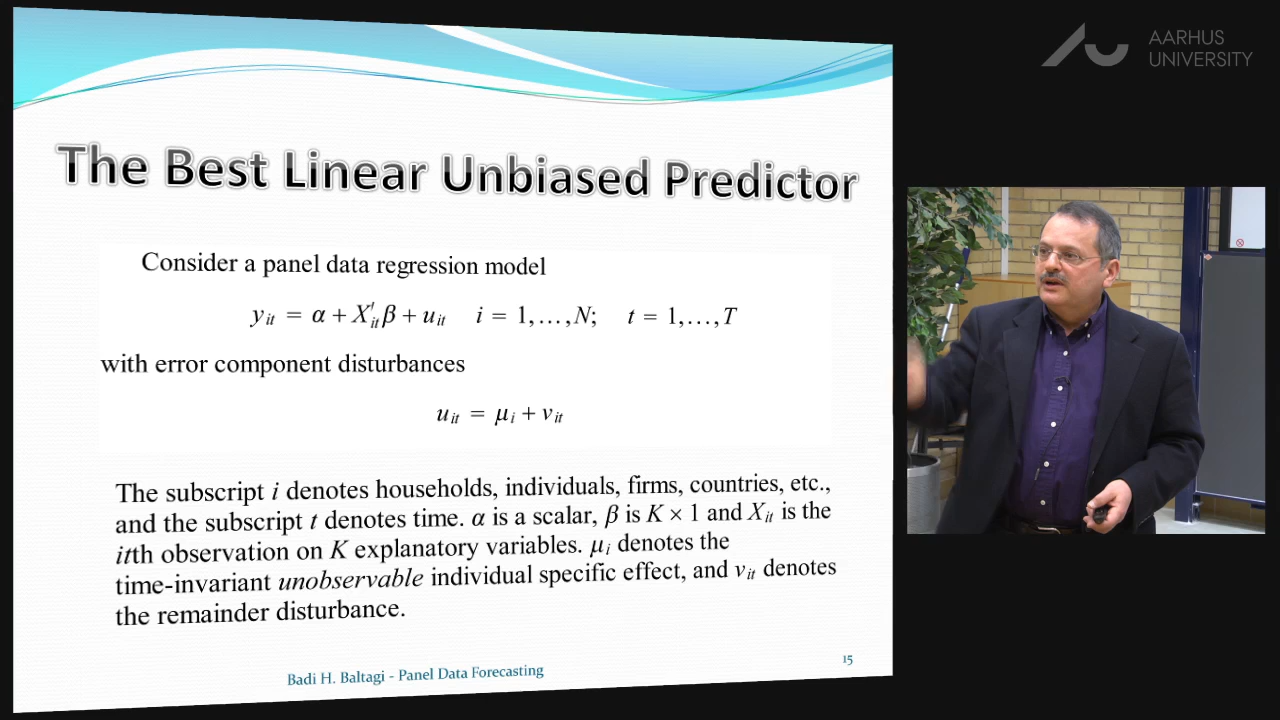 AARHUS
UNIVERSITY
The Best Linear Unbiased Predictor
Consider a panel data regression model
y_it = α + X′_it β + u_it    i = 1,…,N;    t = 1,…,T
with error component disturbances
u_it = μ_i + v_it
The subscript i denotes households, individuals, firms, countries, etc.,
and the subscript t denotes time. α is a scalar, β is K × 1 and X_it is the
itth observation on K explanatory variables. μ_i denotes the
time-invariant unobservable individual specific effect, and v_it denotes
the remainder disturbance.
Badi H. Baltagi - Panel Data Forecasting
15